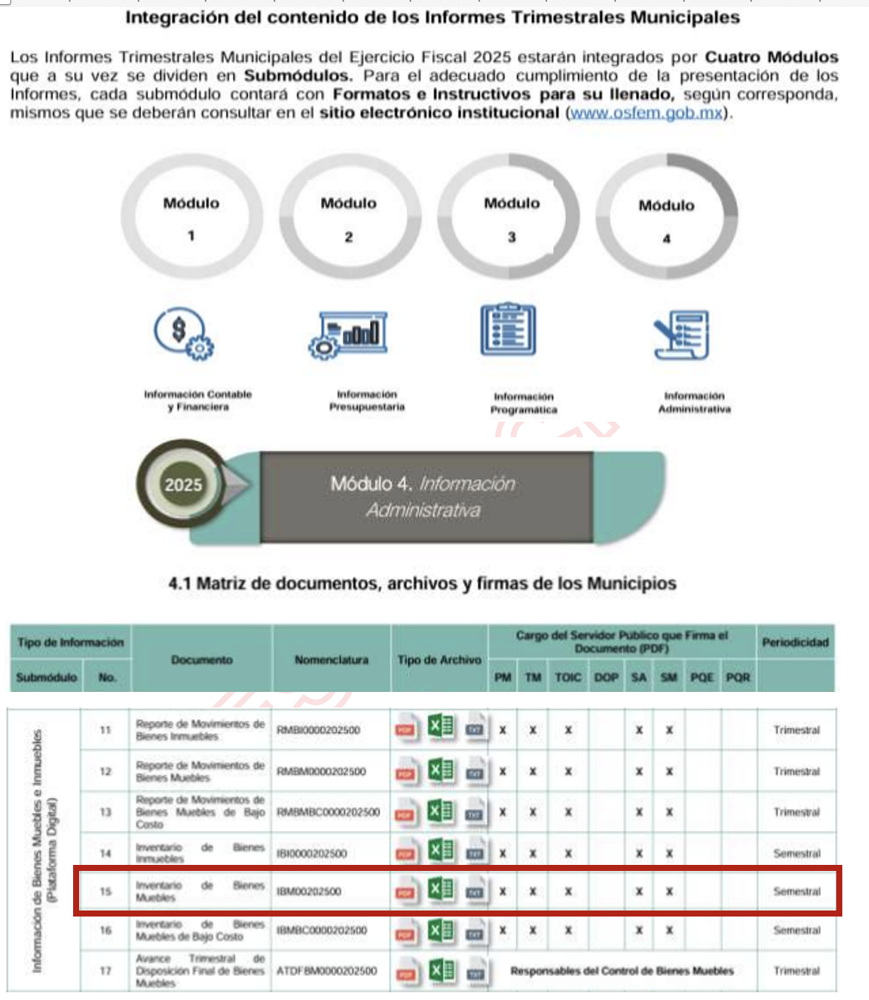 Integración del contenido de los Informes Trimestrales Municipales
Los Informes Trimestrales Municipales del Ejercicio Fiscal 2025 estarán integrados por Cuatro Módulos
que a su vez se dividen en Submódulos. Para el adecuado cumplimiento de la presentación de los
Informes, cada submódulo contará con Formatos e Instructivos para su llenado, según corresponda,
mismos que se deberán consultar en el sitio electrónico institucional (www.osfem.gob.mx).
Módulo
1
Módulo
2
Módulo
3
Módulo
4
Información Contable
y Financiera
Información
Presupuestaria
Información
Programática
Información
Administrativa
2025
Módulo 4. Información
Administrativa
4.1 Matriz de documentos, archivos y firmas de los Municipios
Tipo de Información
Submódulo No.
Documento
Nomenclatura
Tipo de Archivo
Cargo del Servidor Público que Firma el
Documento (PDF)
PM TM TOIC DOP SA SM PQE PQR
Periodicidad
Información de Bienes Muebles e Inmuebles
(Plataforma Digital)
11 Reporte de Movimientos de
Bienes Inmuebles
RMBI0000202500 PDF X TXT X X X X X Trimestral
12 Reporte de Movimientos de
Bienes Muebles
RMBM0000202500 PDF X TXT X X X X X Trimestral
13 Reporte de Movimientos de
Bienes Muebles de Bajo
Costo
RMBMBC0000202500 PDF X TXT X X X X X Trimestral
14 Inventario de Bienes
Inmuebles
IBI0000202500 PDF X TXT X X X X X Semestral
15 Inventario de Bienes
Muebles
IBM00202500 PDF X TXT X X X X X Semestral
16 Inventario de Bienes
Muebles de Bajo Costo
IBMBC0000202500 PDF X TXT X X X X X Semestral
17 Avance Trimestral de
Disposición Final de Bienes
Muebles
ATDFBM0000202500 PDF X TXT Responsables del Control de Bienes Muebles Trimestral